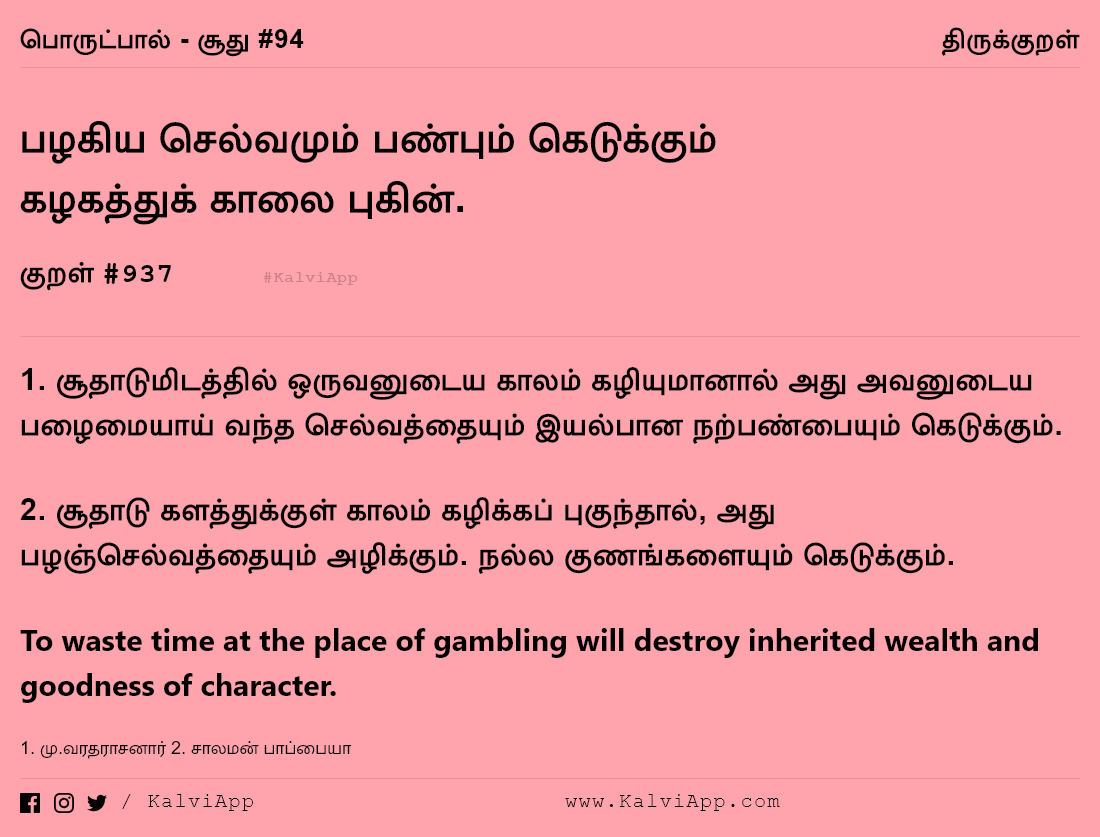 பொருட்பால் - சூது #94
திருக்குறள்
பழகிய செல்வமும் பண்பும் கெடுக்கும்
கழகத்துக் காலை புகின்.
குறள் #937
#KalviApp
1. சூதாடுமிடத்தில் ஒருவனுடைய காலம் கழியுமானால் அது அவனுடைய
பழைமையாய் வந்த செல்வத்தையும் இயல்பான நற்பண்பையும் கெடுக்கும்.
2. சூதாடு களத்துக்குள் காலம் கழிக்கப் புகுந்தால், அது
பழஞ்செல்வத்தையும் அழிக்கும். நல்ல குணங்களையும் கெடுக்கும்.
To waste time at the place of gambling will destroy inherited wealth and
goodness of character.
1. மு.வரதராசனார் 2. சாலமன் பாப்பையா
/ KalviApp
www.KalviApp.com